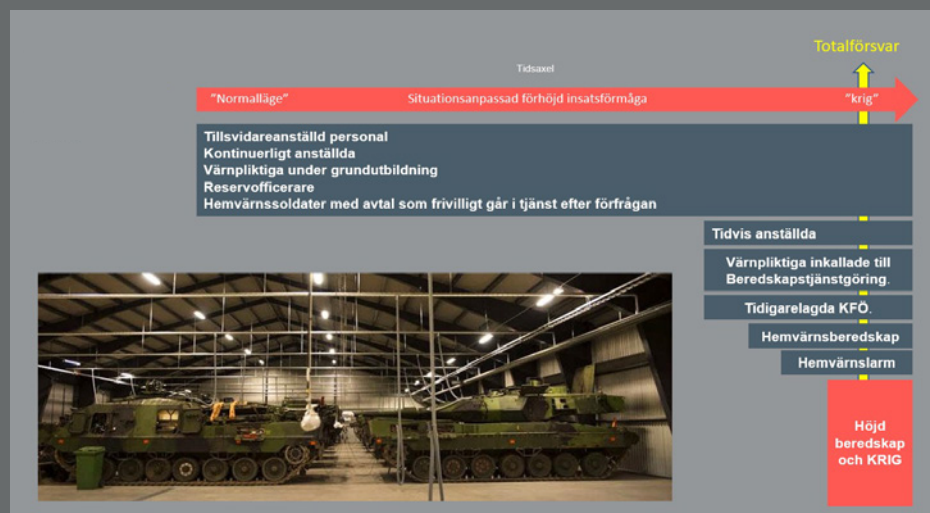 Totalförsvar
Tidsaxel
"Normalläge" Situationsanpassad förhöjd insatsförmåga "krig"
Tillsvidareanställd personal
Kontinuerligt anställda
Värnpliktiga under grundutbildning
Reservofficerare
Hemvärnssoldater med avtal som frivilligt går i tjänst efter förfrågan
Tidvis anställda
Värnpliktiga inkallade till
Beredskapstjänstgöring.
Tidigarelagda KFÖ.
Hemvärnsberedskap
Hemvärnslarm
Höjd
beredskap
och KRIG